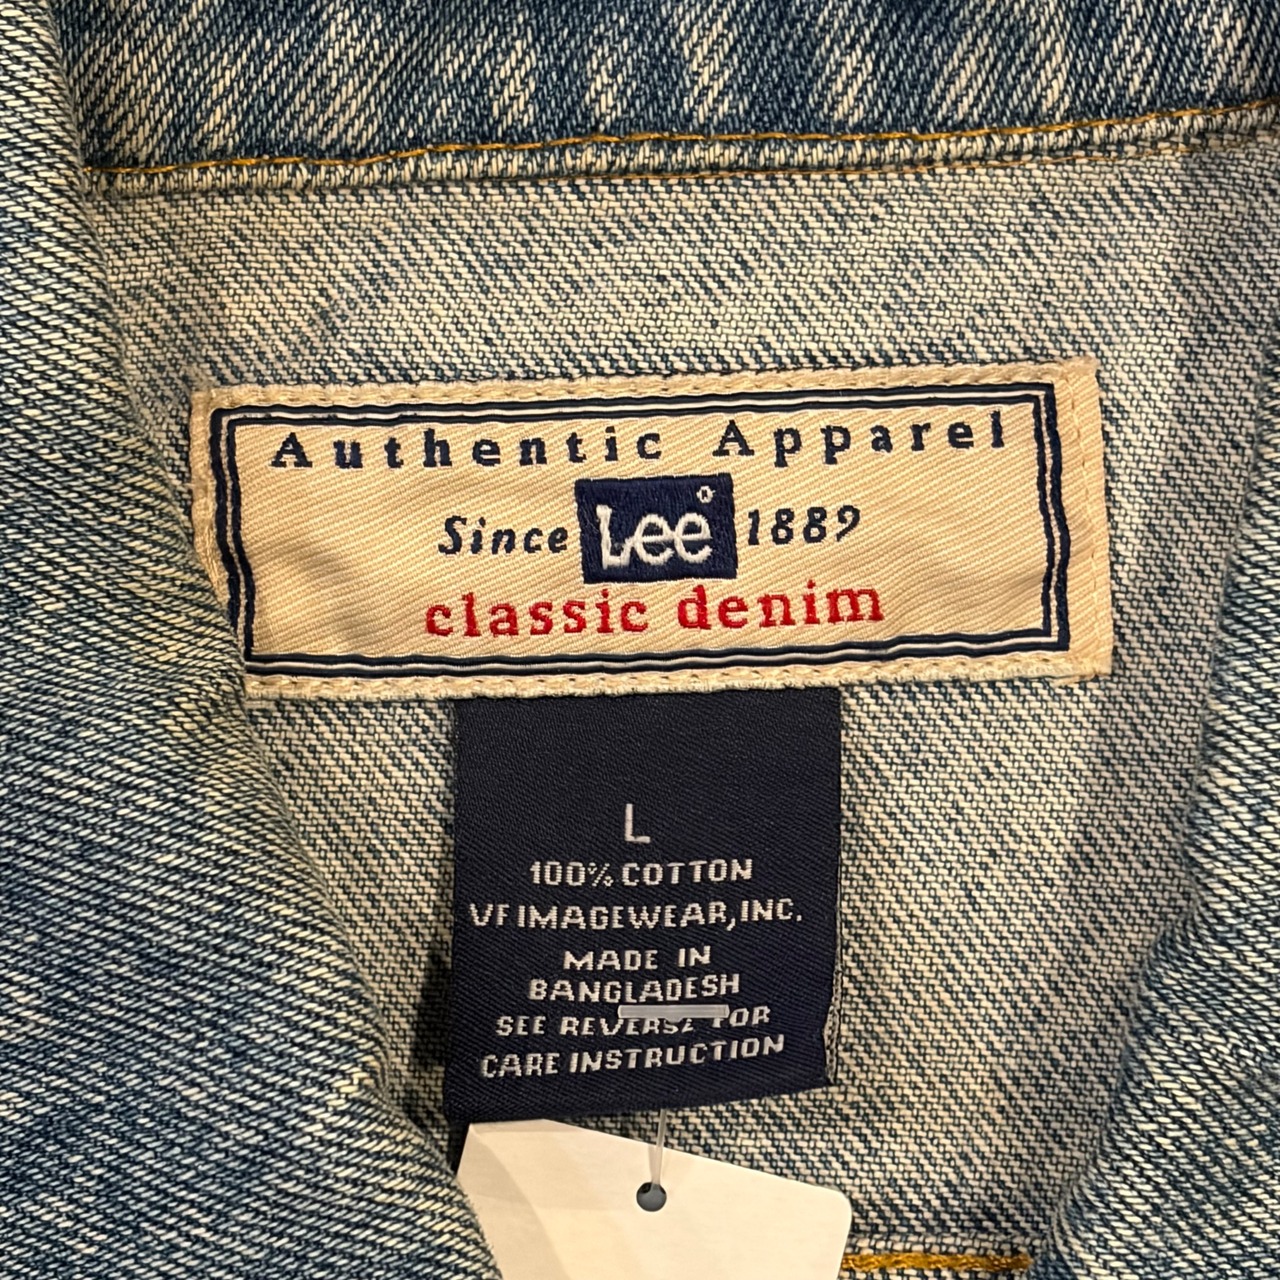 Authentic Apparel
Since Lee® 1889
classic denim
L
100% COTTON
VF IMAGEWEAR, INC.
MADE IN
BANGLADESH
SEE REVERSE FOR
CARE INSTRUCTION